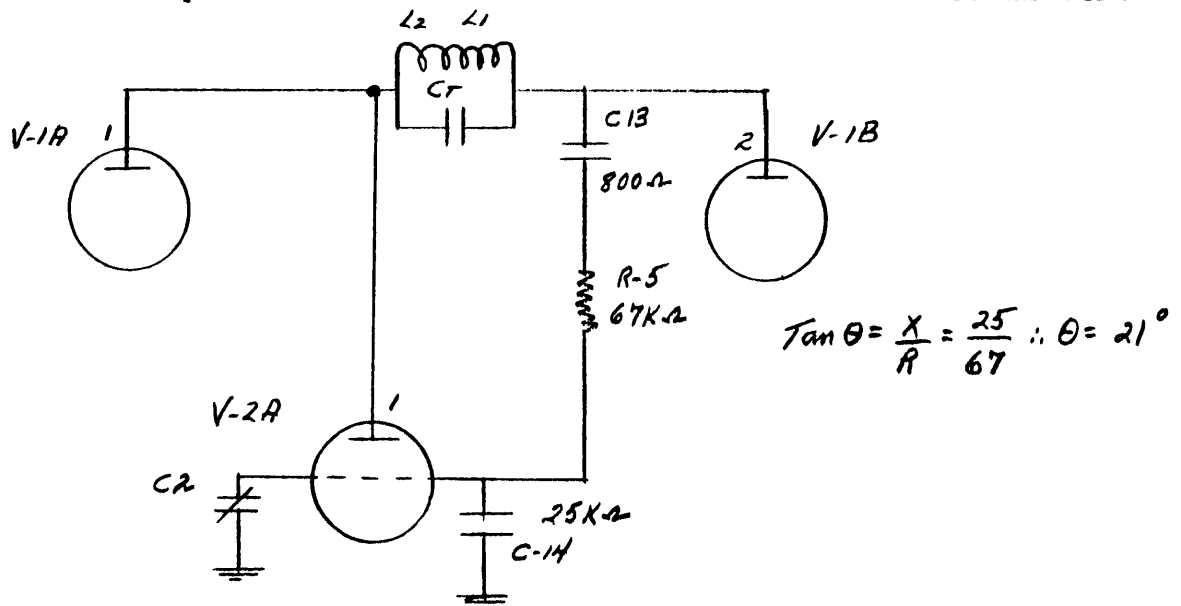 L2 L1
CT
V-1A 1
C13
2 V-1B
800Ω
R-5
67KΩ
Tan θ = X/R = 25/67 ∴ θ = 21°
V-2A 1
C2
25KΩ
C-14